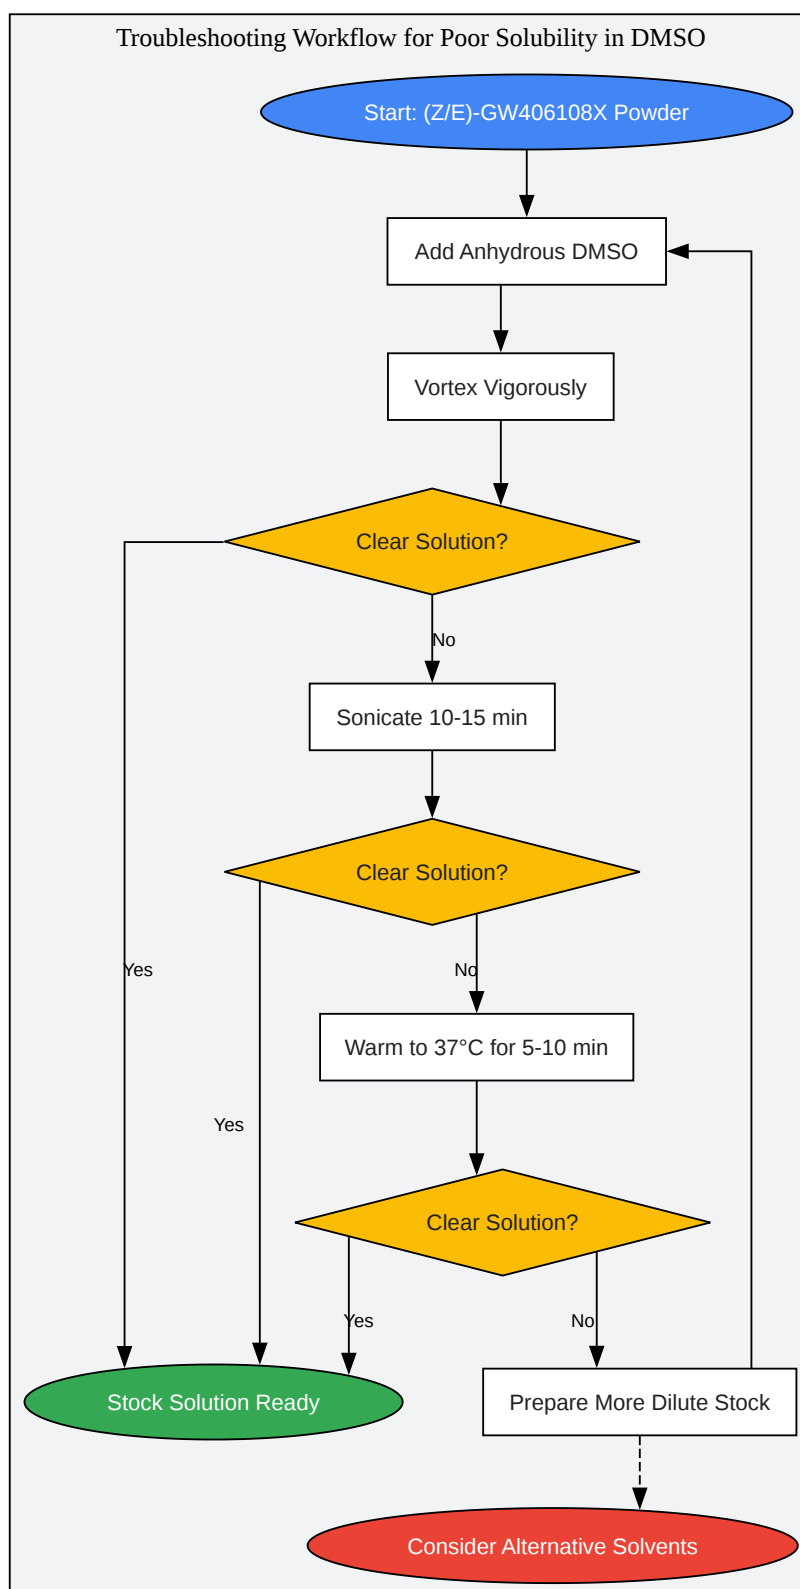 Troubleshooting Workflow for Poor Solubility in DMSO
Start: (Z/E)-GW406108X Powder
Add Anhydrous DMSO
Vortex Vigorously
Clear Solution?
No
Sonicate 10-15 min
Clear Solution?
Yes
No
Warm to 37°C for 5-10 min
Yes
Clear Solution?
Yes
No
Stock Solution Ready
Prepare More Dilute Stock
Consider Alternative Solvents